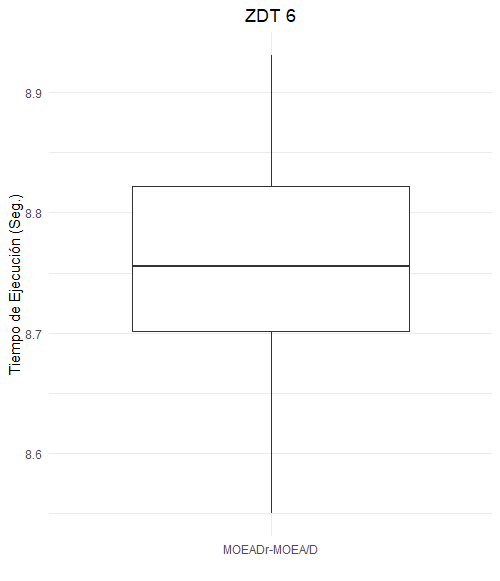 ZDT 6
Tiempo de Ejecución (Seg.)
8.9
8.8
8.7
8.6
MOEADr-MOEA/D